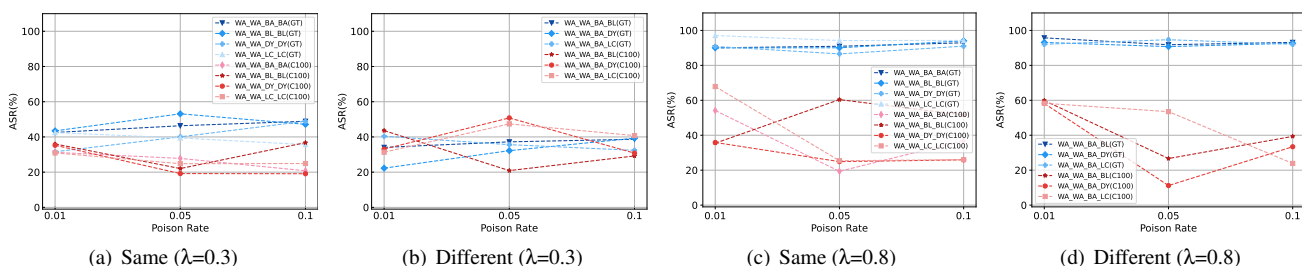 100
80
60
40
20
0
ASR(%)
0.01
0.05
0.1
Poison Rate
WA_WA_BA_BA(GT)
WA_WA_BL_BL(GT)
WA_WA_DY_DY(GT)
WA_WA_LC_LC(GT)
WA_WA_BA_BA(C100)
WA_WA_BL_BL(C100)
WA_WA_DY_DY(C100)
WA_WA_LC_LC(C100)
(a) Same (λ=0.3)
100
80
60
40
20
0
ASR(%)
0.01
0.05
0.1
Poison Rate
WA_WA_BA_BL(GT)
WA_WA_BA_DY(GT)
WA_WA_BA_LC(GT)
WA_WA_BA_BL(C100)
WA_WA_BA_DY(C100)
WA_WA_BA_LC(C100)
(b) Different (λ=0.3)
100
80
60
40
20
0
ASR(%)
0.01
0.05
0.1
Poison Rate
WA_WA_BA_BA(GT)
WA_WA_BL_BL(GT)
WA_WA_DY_DY(GT)
WA_WA_LC_LC(GT)
WA_WA_BA_BA(C100)
WA_WA_BL_BL(C100)
WA_WA_DY_DY(C100)
WA_WA_LC_LC(C100)
(c) Same (λ=0.8)
100
80
60
40
20
0
ASR(%)
0.01
0.05
0.1
Poison Rate
WA_WA_BA_BL(GT)
WA_WA_BA_DY(GT)
WA_WA_BA_LC(GT)
WA_WA_BA_BL(C100)
WA_WA_BA_DY(C100)
WA_WA_BA_LC(C100)
(d) Different (λ=0.8)